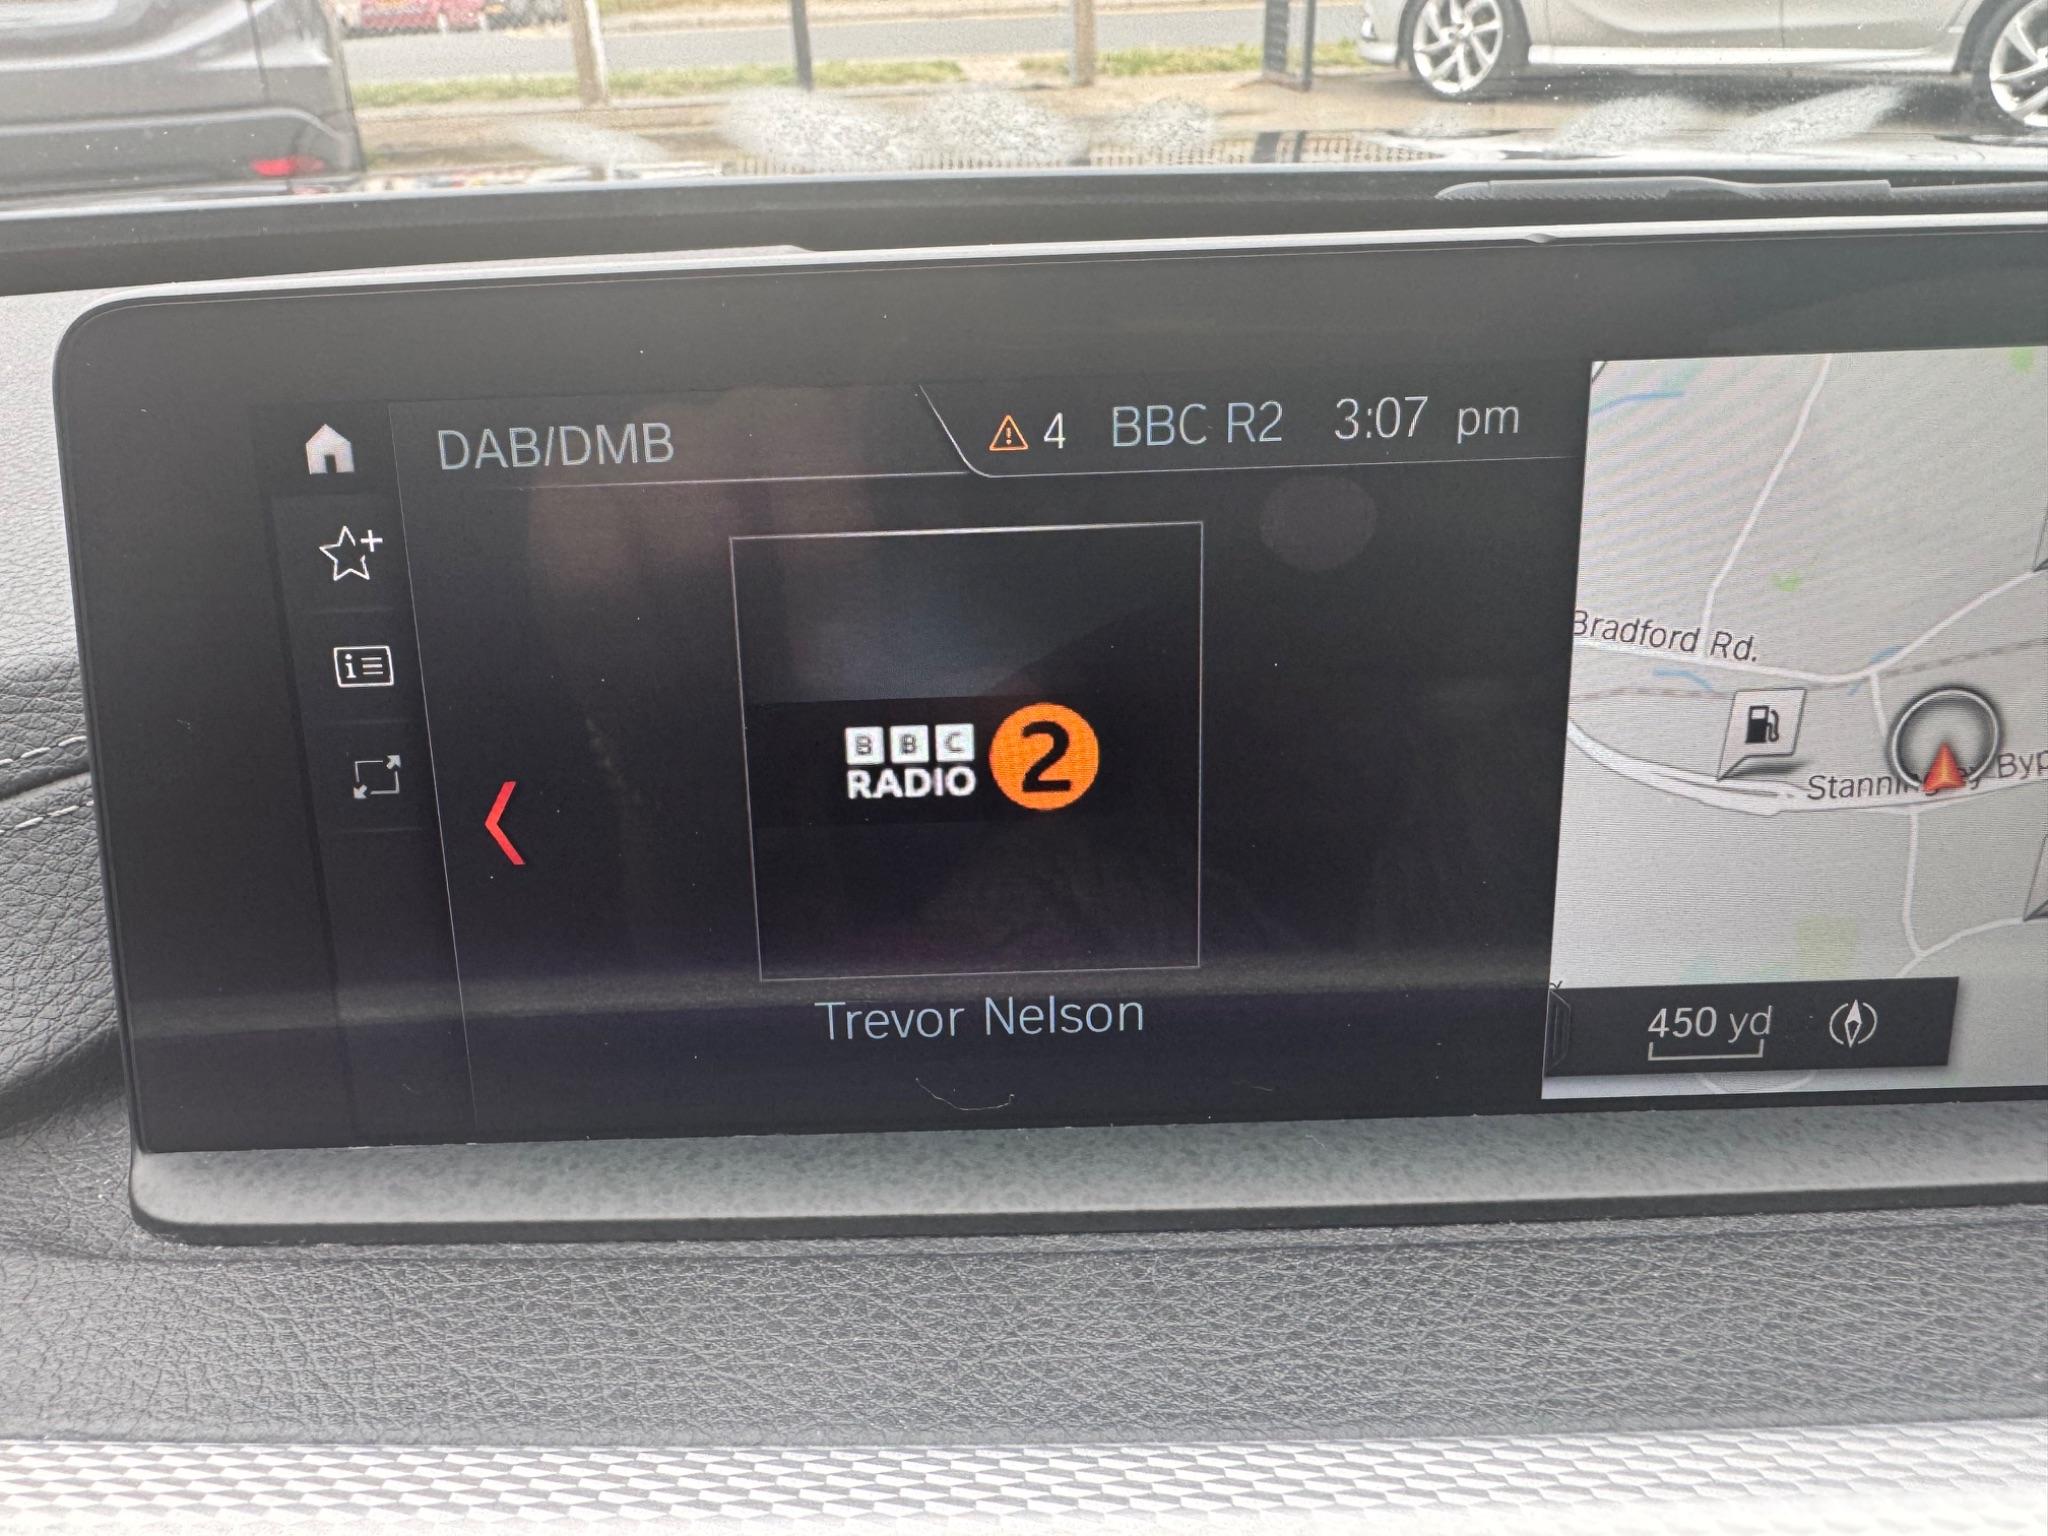 DAB/DMB
4 BBC R2 3:07 pm
BBC
RADIO 2
Trevor Nelson
Bradford Rd.
450 yd